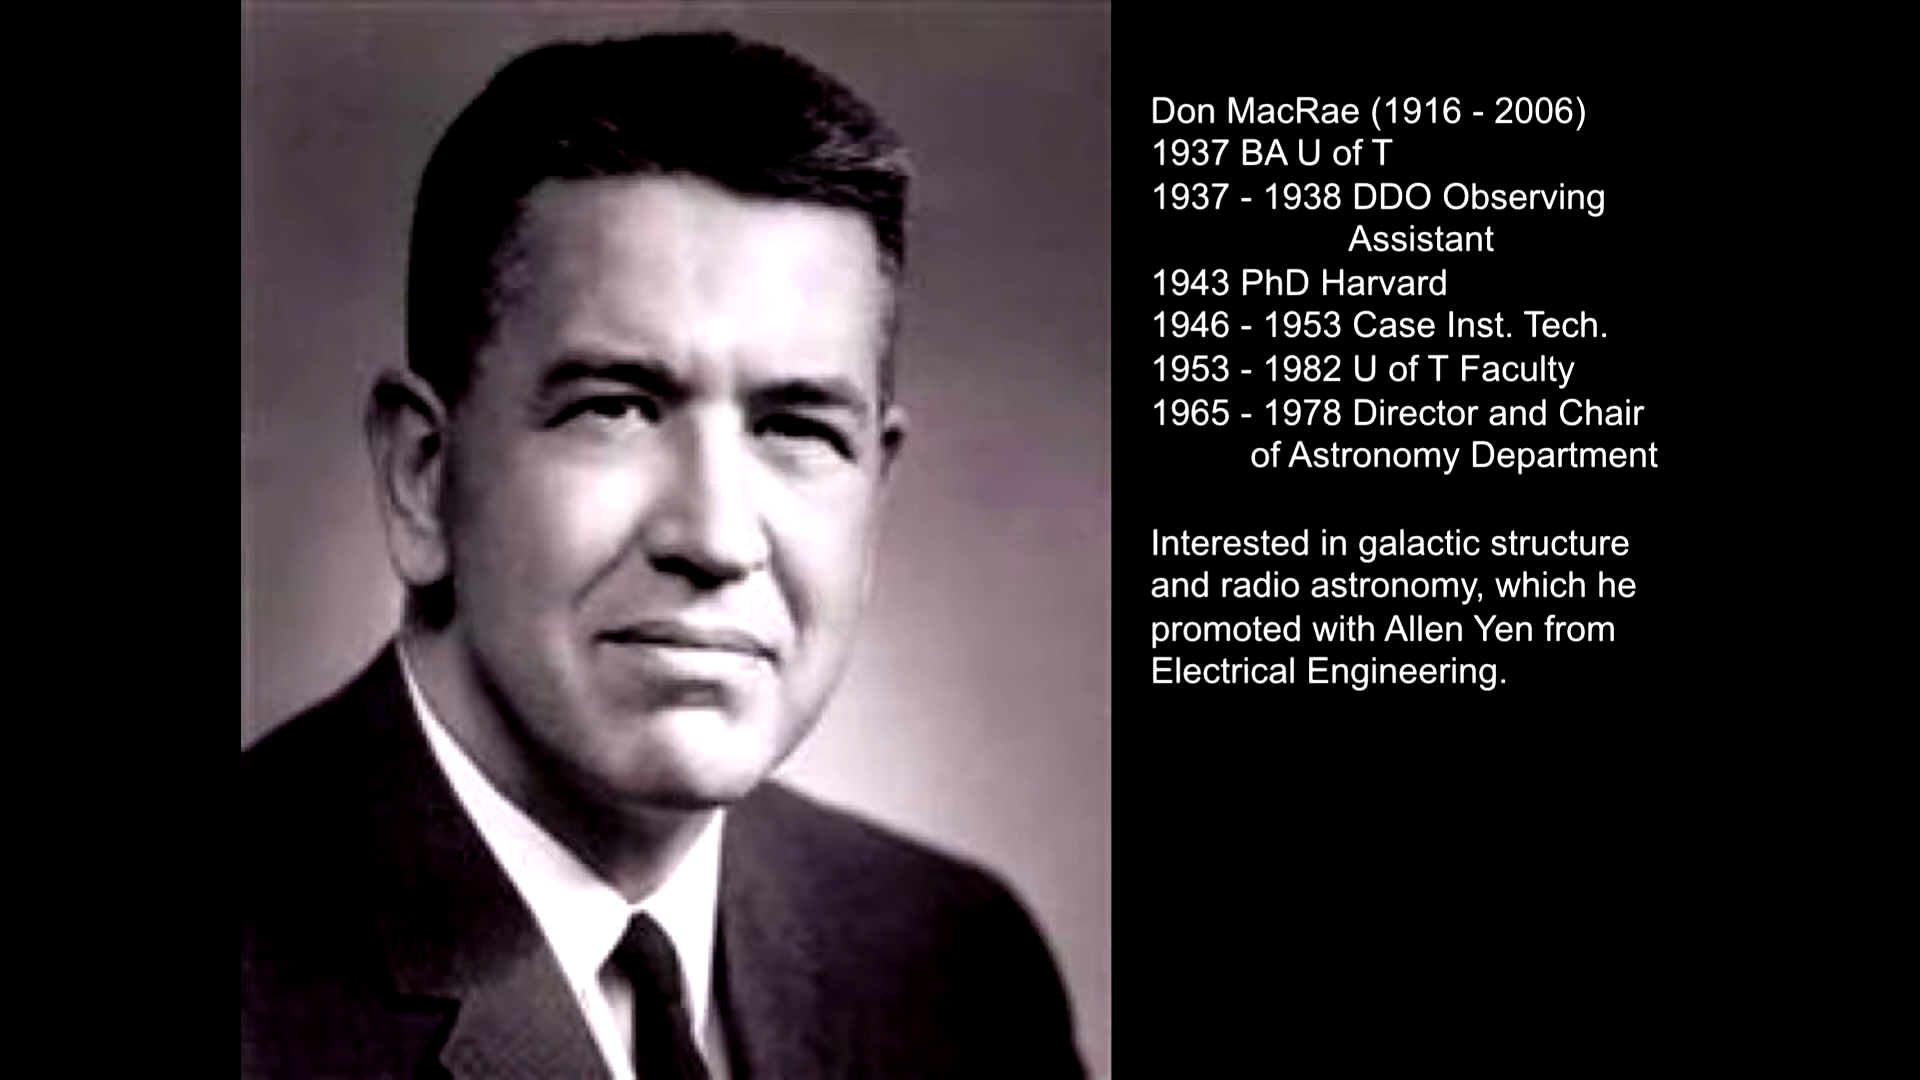 Don MacRae (1916 - 2006)
1937 BA U of T
1937 - 1938 DDO Observing
Assistant
1943 PhD Harvard
1946 - 1953 Case Inst. Tech.
1953 - 1982 U of T Faculty
1965 - 1978 Director and Chair
of Astronomy Department
Interested in galactic structure
and radio astronomy, which he
promoted with Allen Yen from
Electrical Engineering.